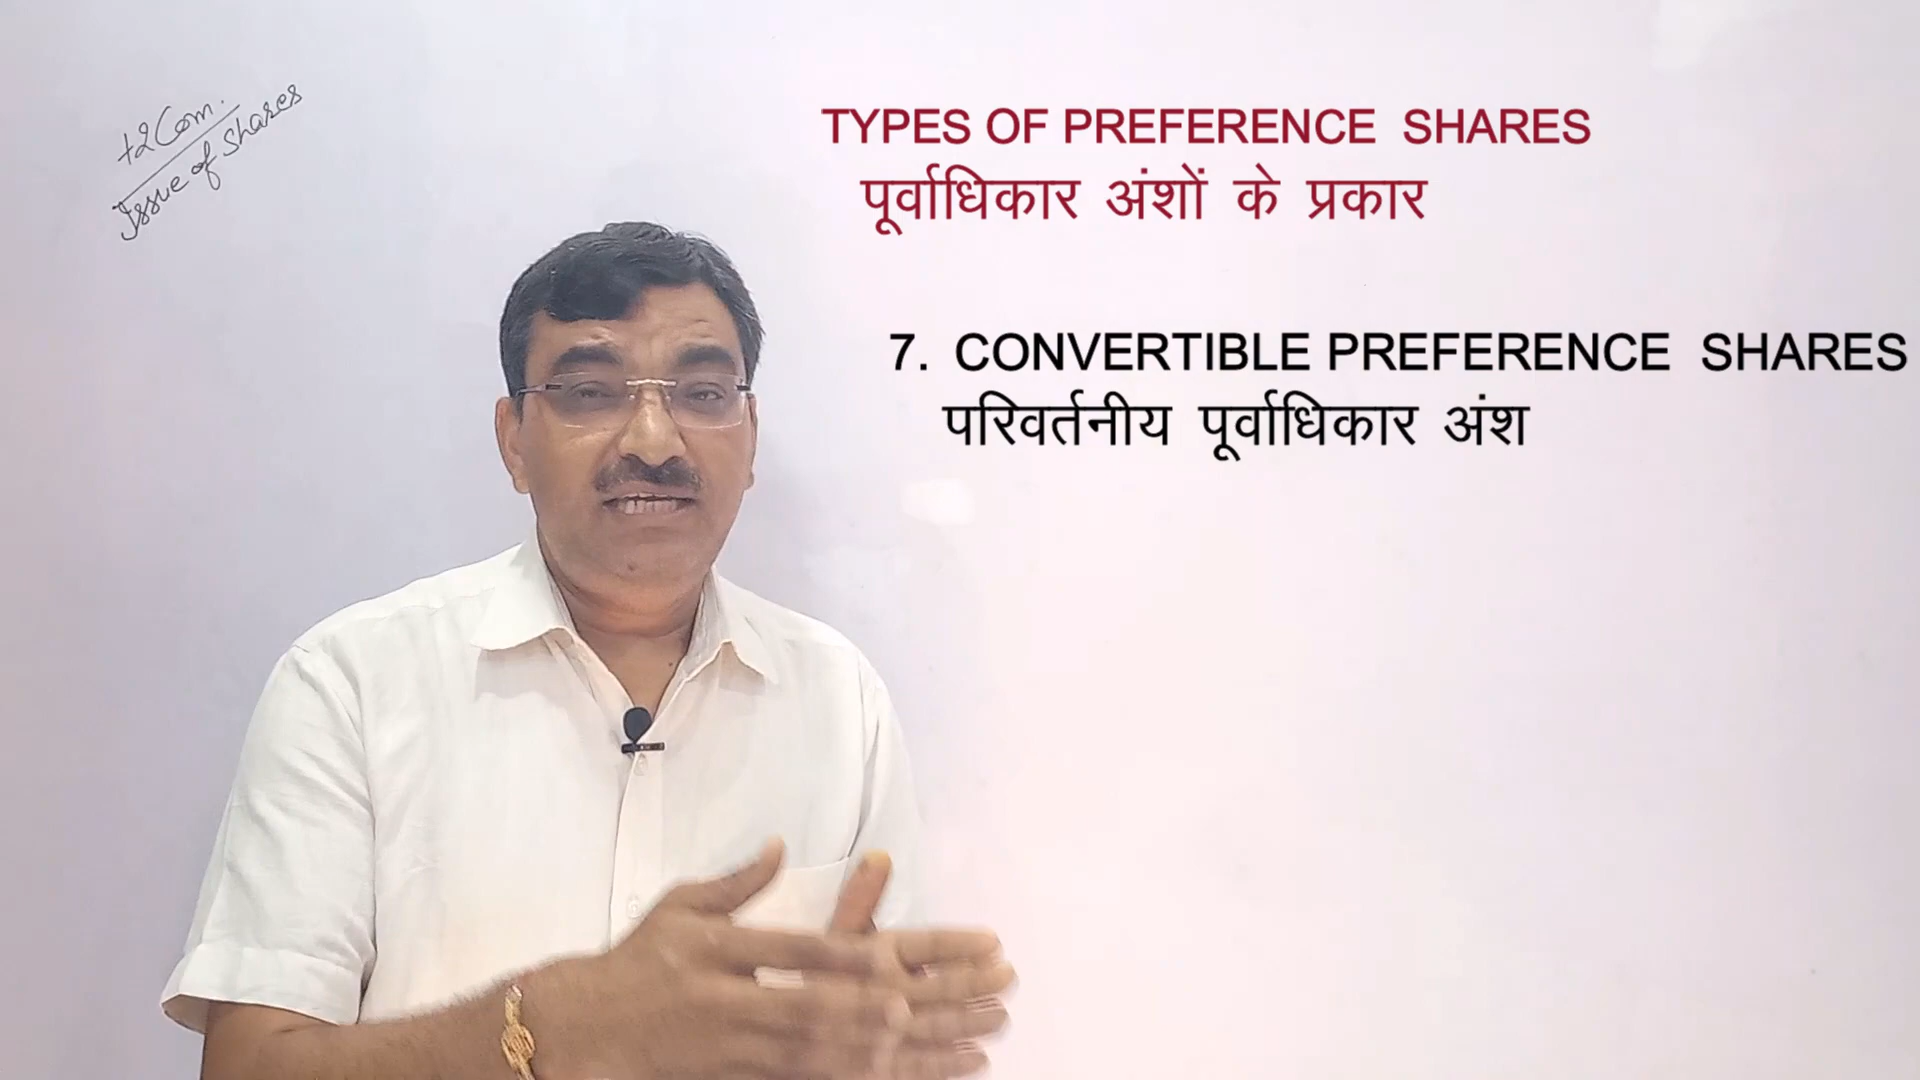 +2 Com.
Issue of Shares
TYPES OF PREFERENCE SHARES
पूर्वाधिकार अंशों के प्रकार
7. CONVERTIBLE PREFERENCE SHARES
परिवर्तनीय पूर्वाधिकार अंश